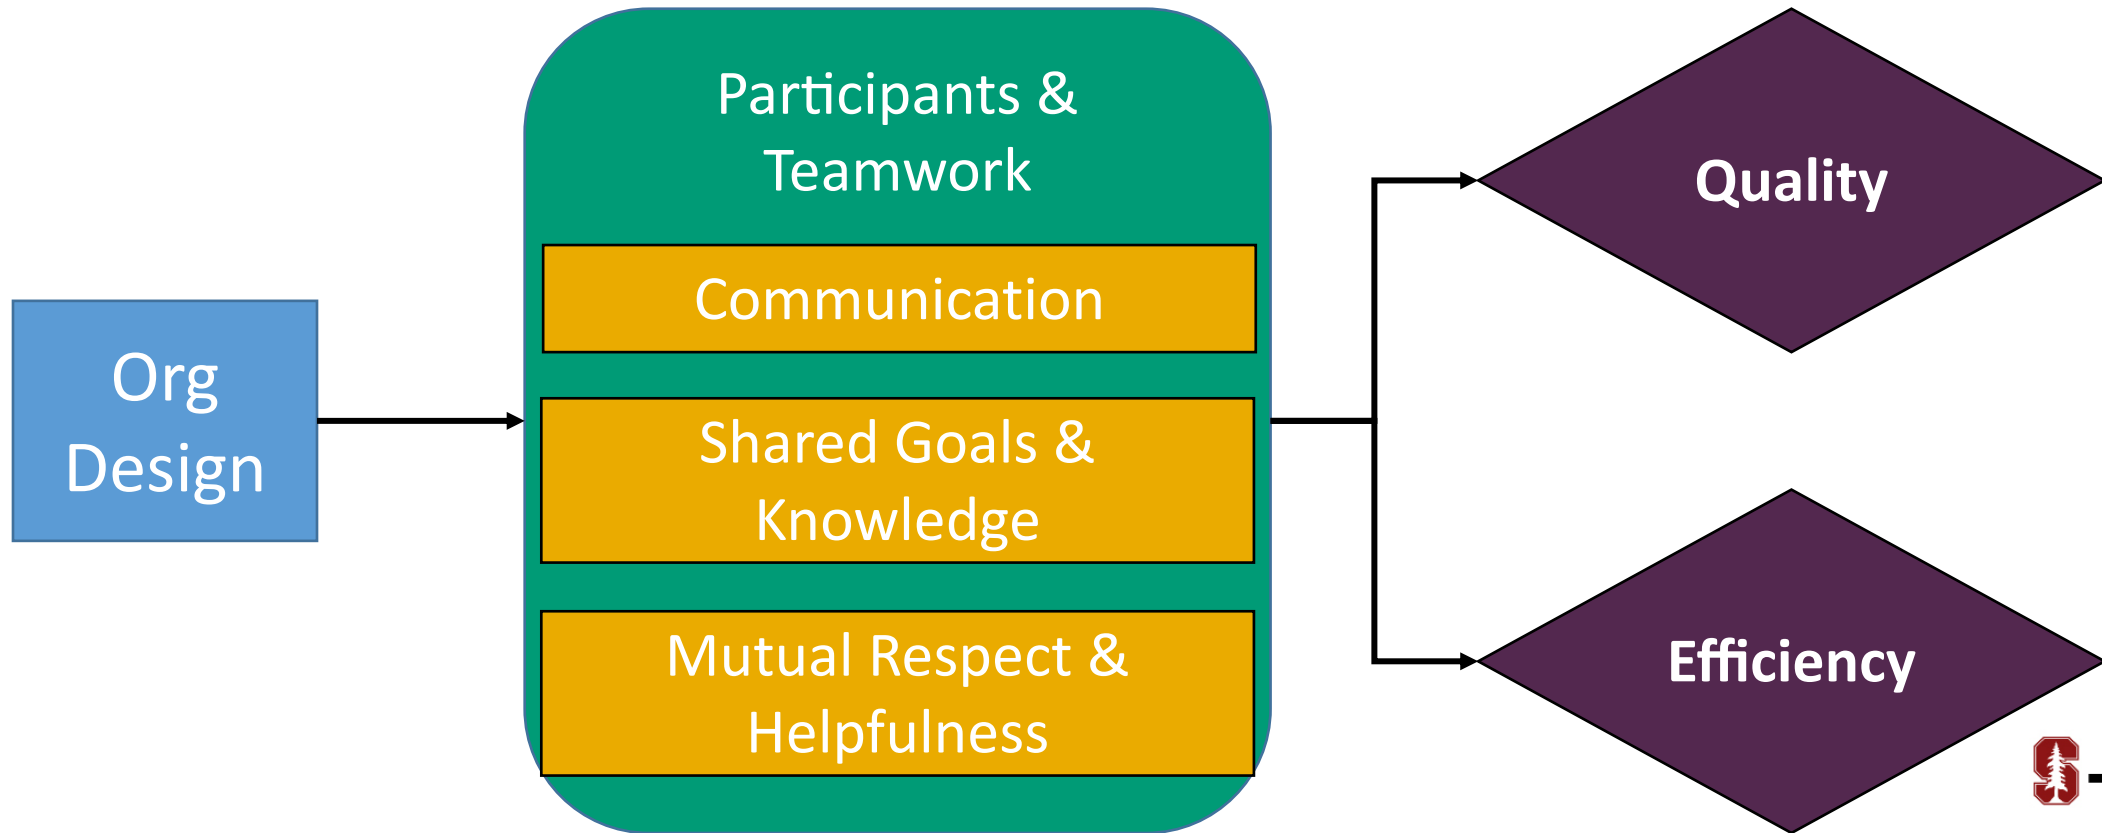 Org
Design
Participants &
Teamwork
Communication
Shared Goals &
Knowledge
Mutual Respect &
Helpfulness
Quality
Efficiency
S